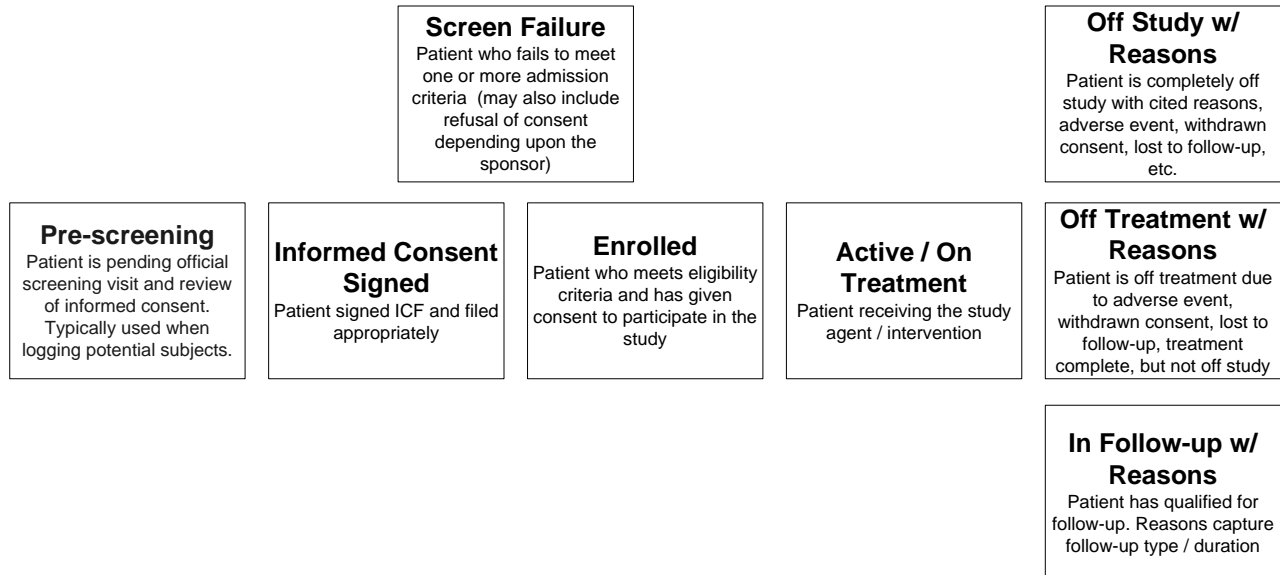 Screen Failure
Patient who fails to meet
one or more admission
criteria  (may also include
refusal of consent
depending upon the
sponsor)
Off Study w/
Reasons
Patient is completely off
study with cited reasons,
adverse event, withdrawn
consent, lost to follow-up,
etc.
Pre-screening
Patient is pending official
screening visit and review
of informed consent.
Typically used when
logging potential subjects.
Informed Consent
Signed
Patient signed ICF and filed
appropriately
Enrolled
Patient who meets eligibility
criteria and has given
consent to participate in the
study
Active / On
Treatment
Patient receiving the study
agent / intervention
Off Treatment w/
Reasons
Patient is off treatment due
to adverse event,
withdrawn consent, lost to
follow-up, treatment
complete, but not off study
In Follow-up w/
Reasons
Patient has qualified for
follow-up. Reasons capture
follow-up type / duration